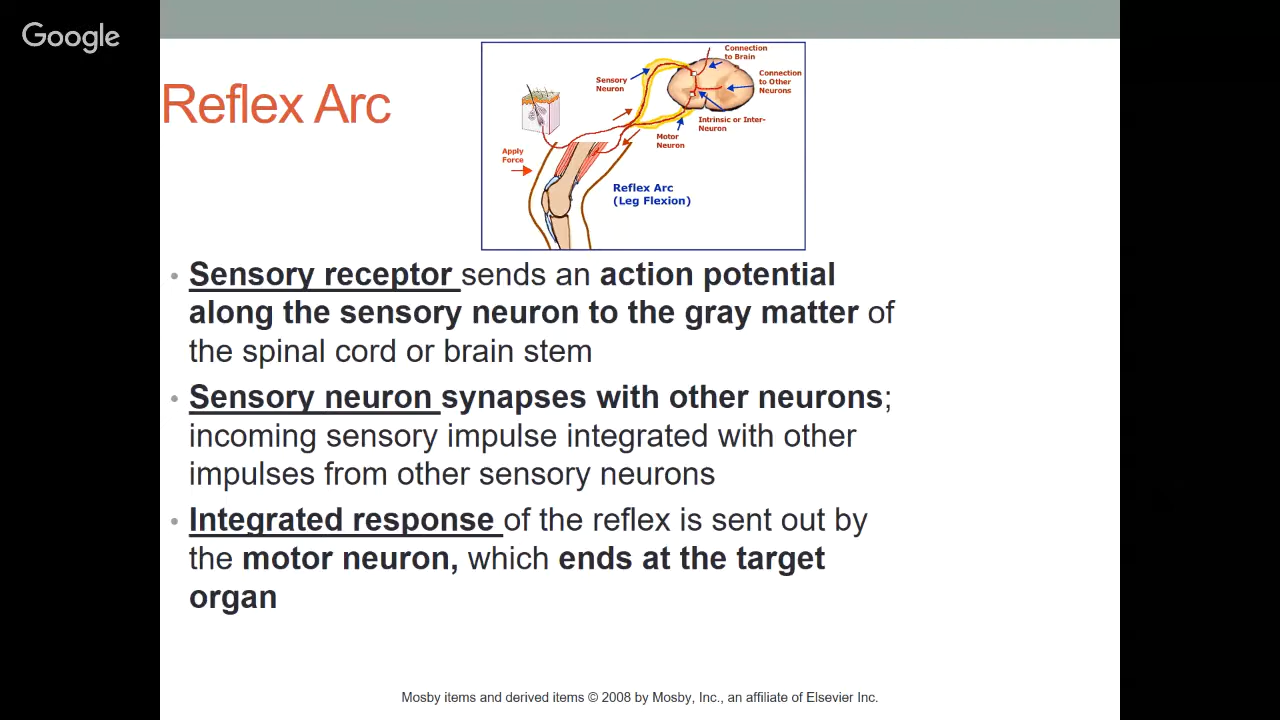 Google
Reflex Arc
Connection
to Brain
Sensory
Neuron
Connection
to Other
Neurons
Intrinsic or Inter-
Neuron
Motor
Neuron
Apply
Force
Reflex Arc
(Leg Flexion)
• Sensory receptor sends an action potential
along the sensory neuron to the gray matter of
the spinal cord or brain stem
• Sensory neuron synapses with other neurons;
incoming sensory impulse integrated with other
impulses from other sensory neurons
• Integrated response of the reflex is sent out by
the motor neuron, which ends at the target
organ
Mosby items and derived items © 2008 by Mosby, Inc., an affiliate of Elsevier Inc.